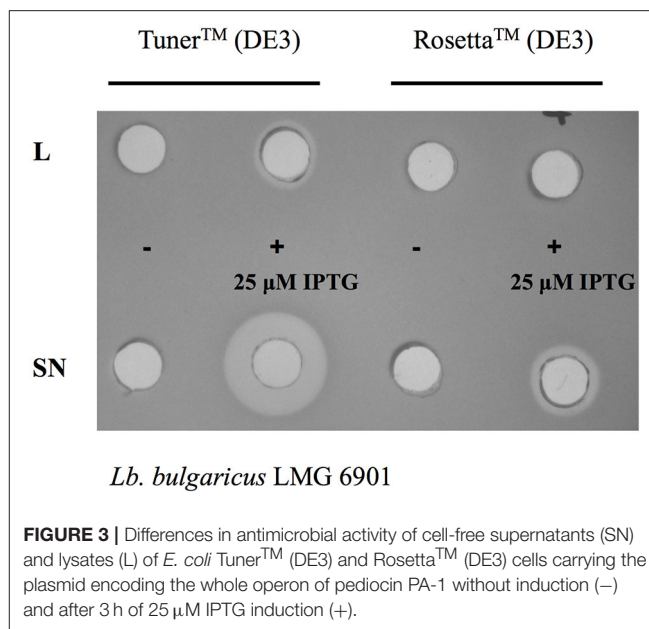 Tuner™ (DE3) Rosetta™ (DE3)
L
- + - +
25 μM IPTG 25 μM IPTG
SN
Lb. bulgaricus LMG 6901
FIGURE 3 | Differences in antimicrobial activity of cell-free supernatants (SN)
and lysates (L) of E. coli Tuner™ (DE3) and Rosetta™ (DE3) cells carrying the
plasmid encoding the whole operon of pediocin PA-1 without induction (−)
and after 3 h of 25 μM IPTG induction (+).